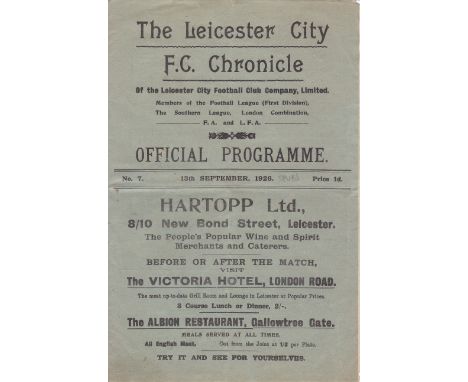 The Leicester City
F.C. Chronicle
Of the Leicester City Football Club Company, Limited.
Members of the Football League (First Division),
The Southern League, London Combination,
F.A. and L.F.A.
OFFICIAL PROGRAMME.
No. 7. 13th SEPTEMBER, 1926. Price 1d.
HARTOPP Ltd.,
8/10 New Bond Street, Leicester.
The People's Popular Wine and Spirit
Merchants and Caterers.
BEFORE OR AFTER THE MATCH,
VISIT
The VICTORIA HOTEL, LONDON ROAD.
The most up-to-date Grill Room and Lounge in Leicester at Popular Prices.
3 Course Lunch or Dinner, 2/-.
The ALBION RESTAURANT, Gallowtree Gate.
MEALS SERVED AT ALL TIMES.
All English Meat. Cut from the Joint at 1/2 per Plate.
TRY IT AND SEE FOR YOURSELVES.